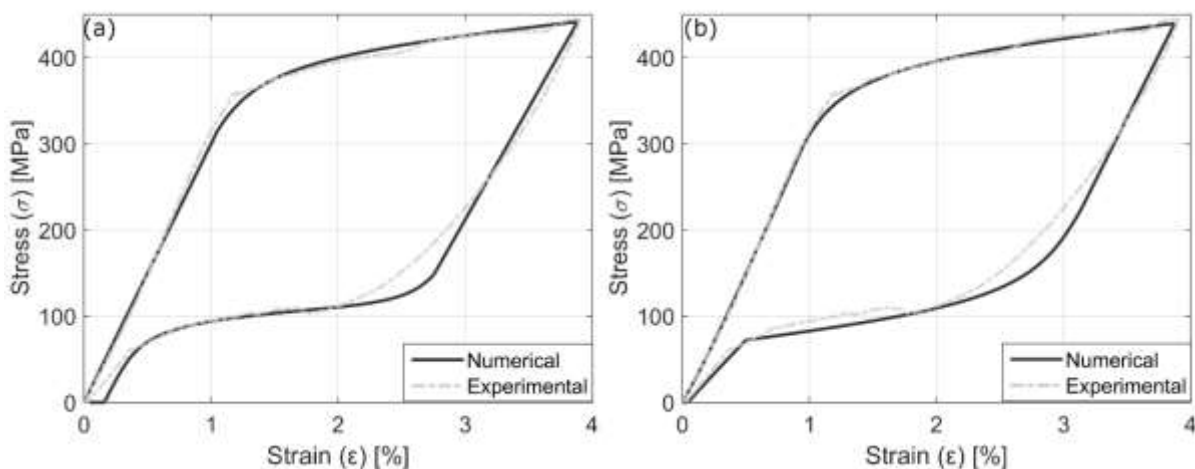 (a)
Stress (σ) [MPa]
400
300
200
100
0
0 1 2 3 4
Strain (ε) [%]
Numerical
Experimental
(b)
Stress (σ) [MPa]
400
300
200
100
0
0 1 2 3 4
Strain (ε) [%]
Numerical
Experimental